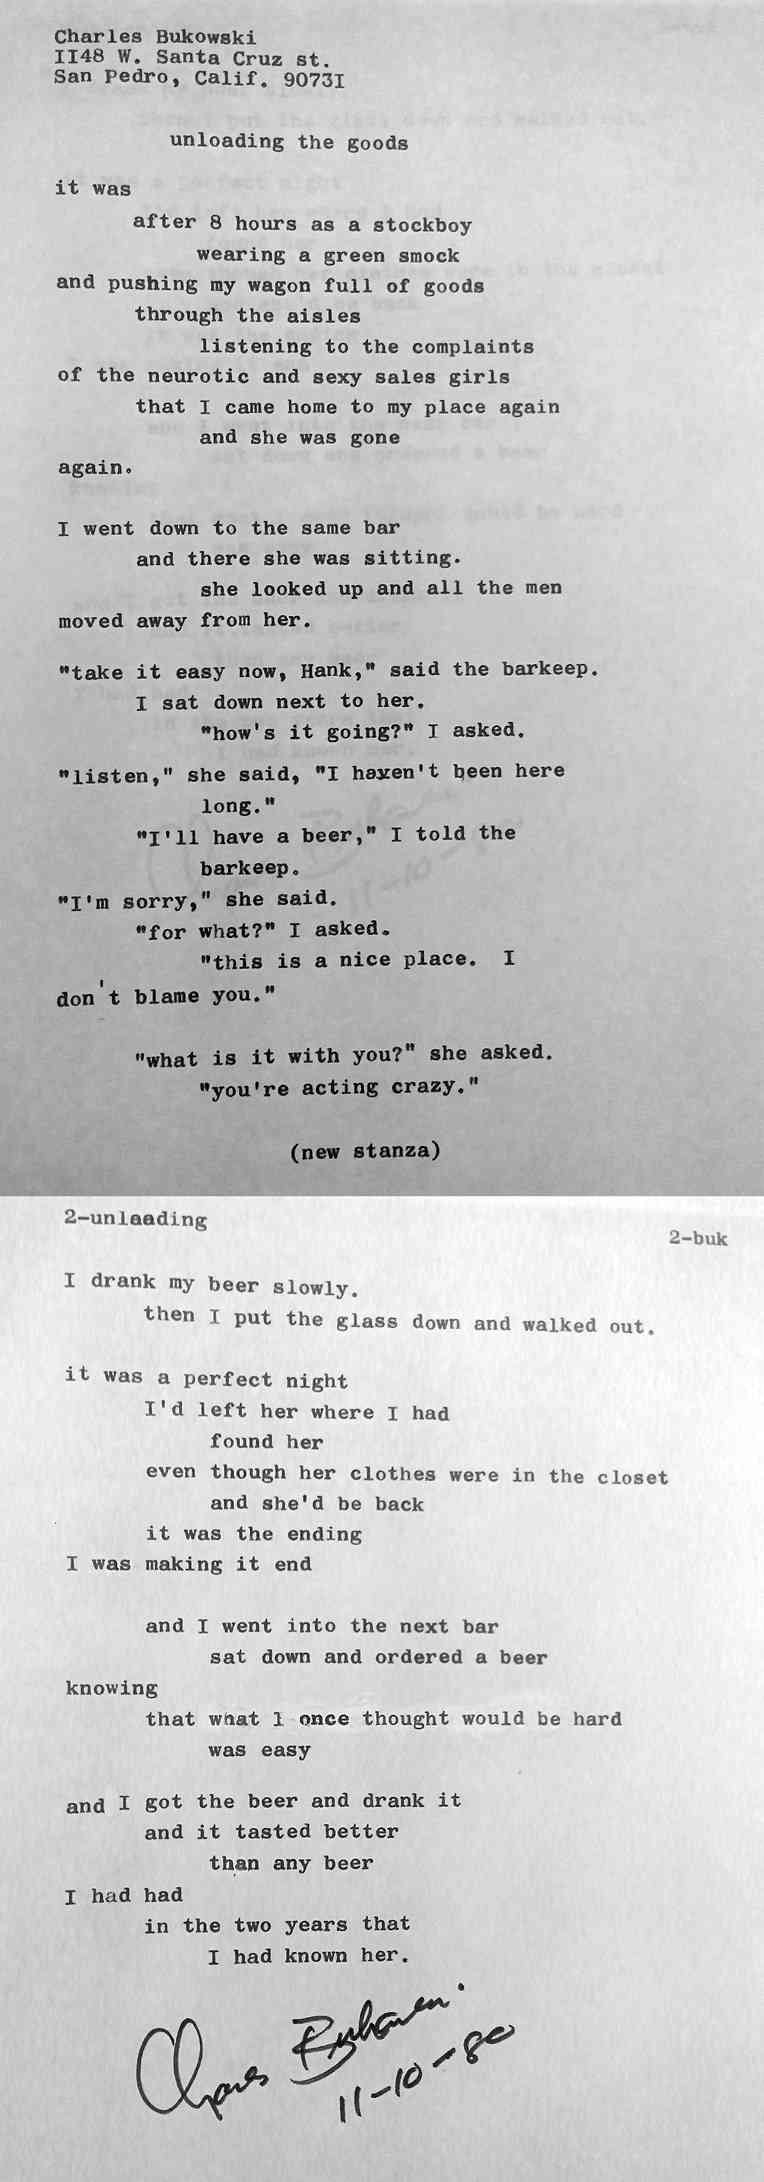 Charles Bukowski
II48 W. Santa Cruz st.
San Pedro, Calif. 9073I
unloading the goods
it was
after 8 hours as a stockboy
wearing a green smock
and pushing my wagon full of goods
through the aisles
listening to the complaints
of the neurotic and sexy sales girls
that I came home to my place again
and she was gone
again.
I went down to the same bar
and there she was sitting.
she looked up and all the men
moved away from her.
"take it easy now, Hank," said the barkeep.
I sat down next to her.
"how's it going?" I asked.
"listen," she said, "I haven't been here
long."
"I'll have a beer," I told the
barkeep.
"I'm sorry," she said.
"for what?" I asked.
"this is a nice place.  I
don't blame you."
"what is it with you?" she asked.
"you're acting crazy."
(new stanza)
2-unlaading
2-buk
I drank my beer slowly.
then I put the glass down and walked out.
it was a perfect night
I'd left her where I had
found her
even though her clothes were in the closet
and she'd be back
it was the ending
I was making it end
and I went into the next bar
sat down and ordered a beer
knowing
that what I once thought would be hard
was easy
and I got the beer and drank it
and it tasted better
than any beer
I had had
in the two years that
I had known her.
Charles Bukowski.
11-10-80